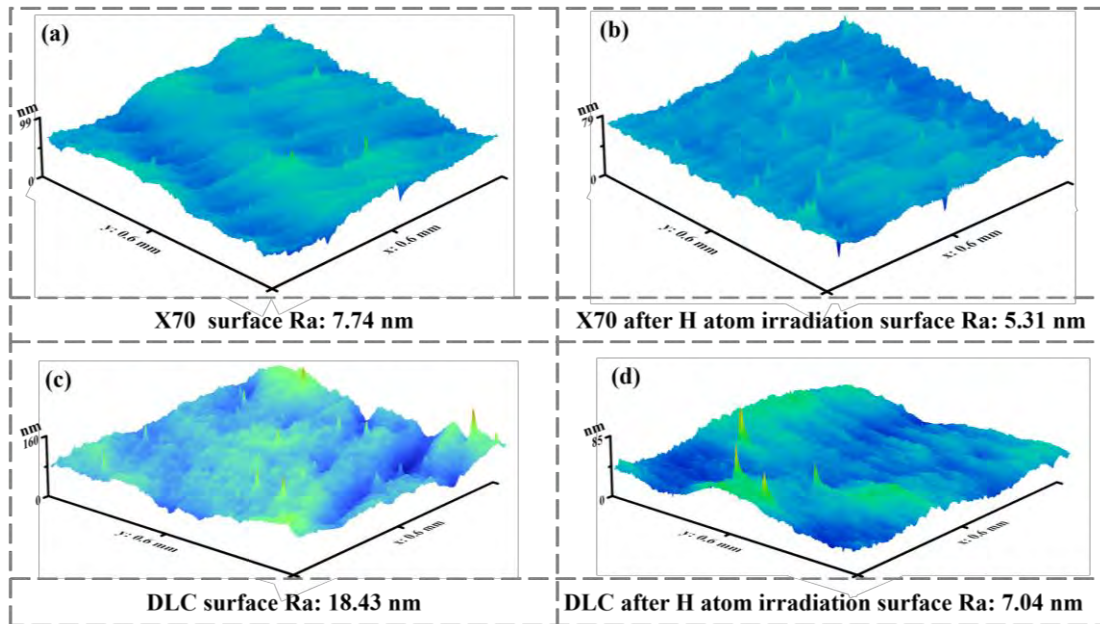 (a)
nm
99
0
y: 0.6 mm
x: 0.6 mm
X70 surface Ra: 7.74 nm
(b)
nm
79
0
y: 0.6 mm
x: 0.6 mm
X70 after H atom irradiation surface Ra: 5.31 nm
(c)
nm
160
0
y: 0.6 mm
x: 0.6 mm
DLC surface Ra: 18.43 nm
(d)
nm
85
0
y: 0.6 mm
x: 0.6 mm
DLC after H atom irradiation surface Ra: 7.04 nm